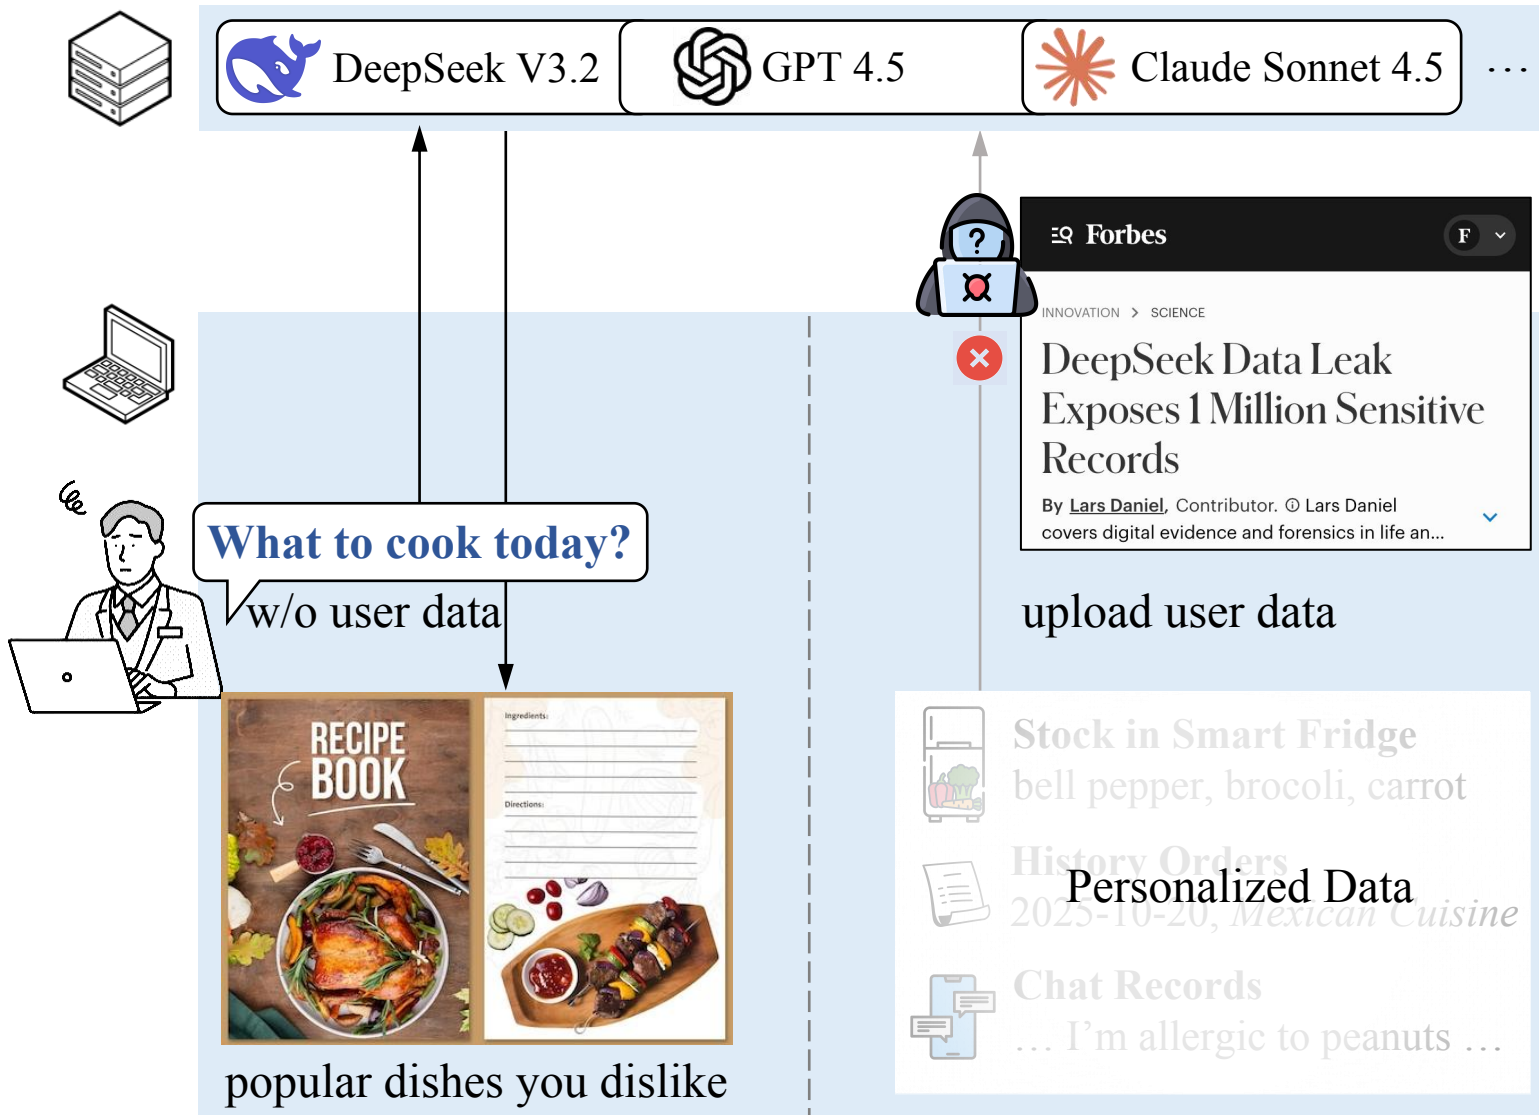 DeepSeek V3.2
GPT 4.5
Claude Sonnet 4.5
...
?
Forbes
F
INNOVATION > SCIENCE
DeepSeek Data Leak
Exposes 1 Million Sensitive
Records
By Lars Daniel, Contributor. ⓘ Lars Daniel
covers digital evidence and forensics in life an...
What to cook today?
w/o user data
upload user data
RECIPE
BOOK
Ingredients:
Directions:
popular dishes you dislike
Stock in Smart Fridge
bell pepper, brocoli, carrot
History Orders
Personalized Data
2025-10-20, Mexican Cuisine
Chat Records
... I'm allergic to peanuts ...